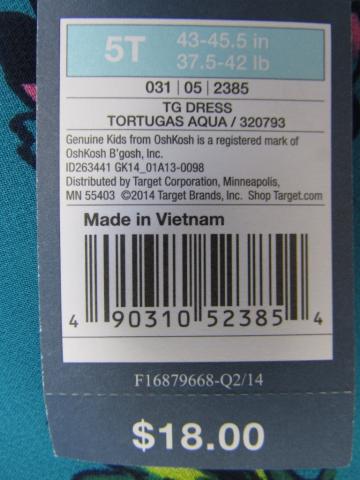 5T
43-45.5 in
37.5-42 lb
031 | 05 | 2385
TG DRESS
TORTUGAS AQUA / 320793
Genuine Kids from OshKosh is a registered mark of
OshKosh B'gosh, Inc.
ID263441 GK14_01A13-0098
Distributed by Target Corporation, Minneapolis,
MN 55403 ©2014 Target Brands, Inc. Shop Target.com
Made in Vietnam
4 90310 52385 4
F16879668-Q2/14
$18.00